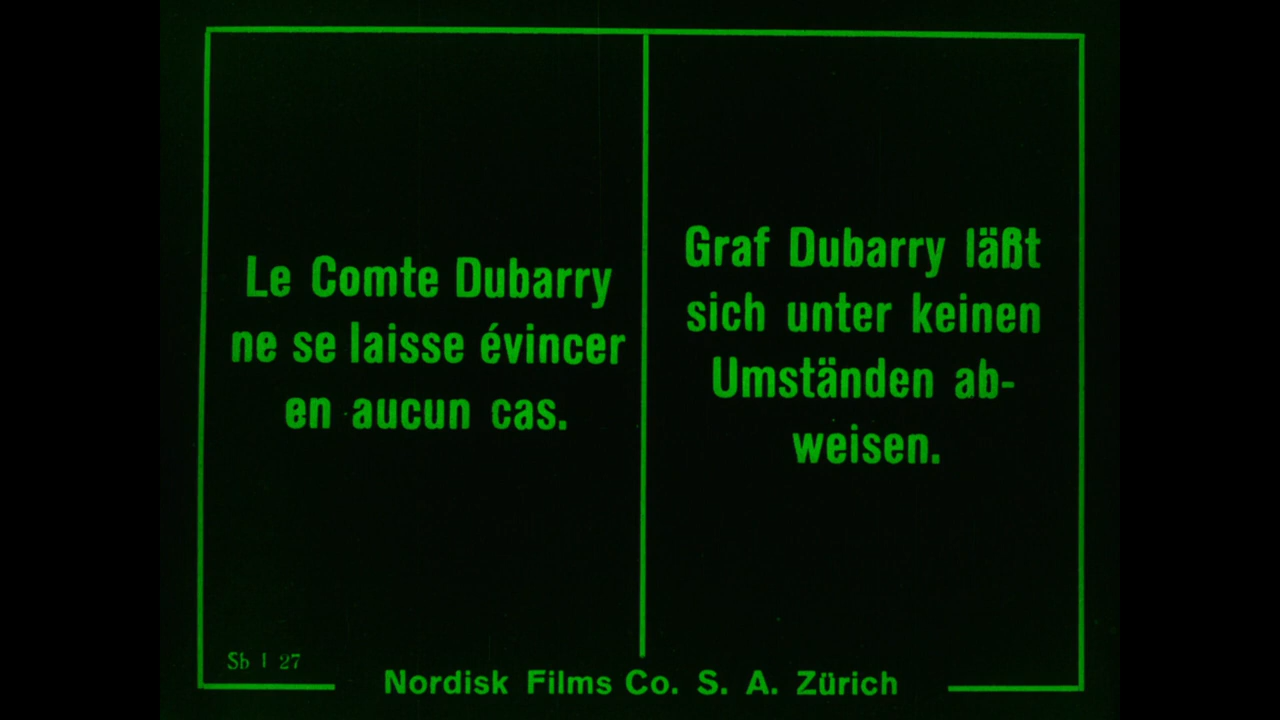 Le Comte Dubarry
ne se laisse évincer
en aucun cas.
Graf Dubarry läßt
sich unter keinen
Umständen ab-
weisen.
Sb I 27
Nordisk Films Co. S. A. Zürich